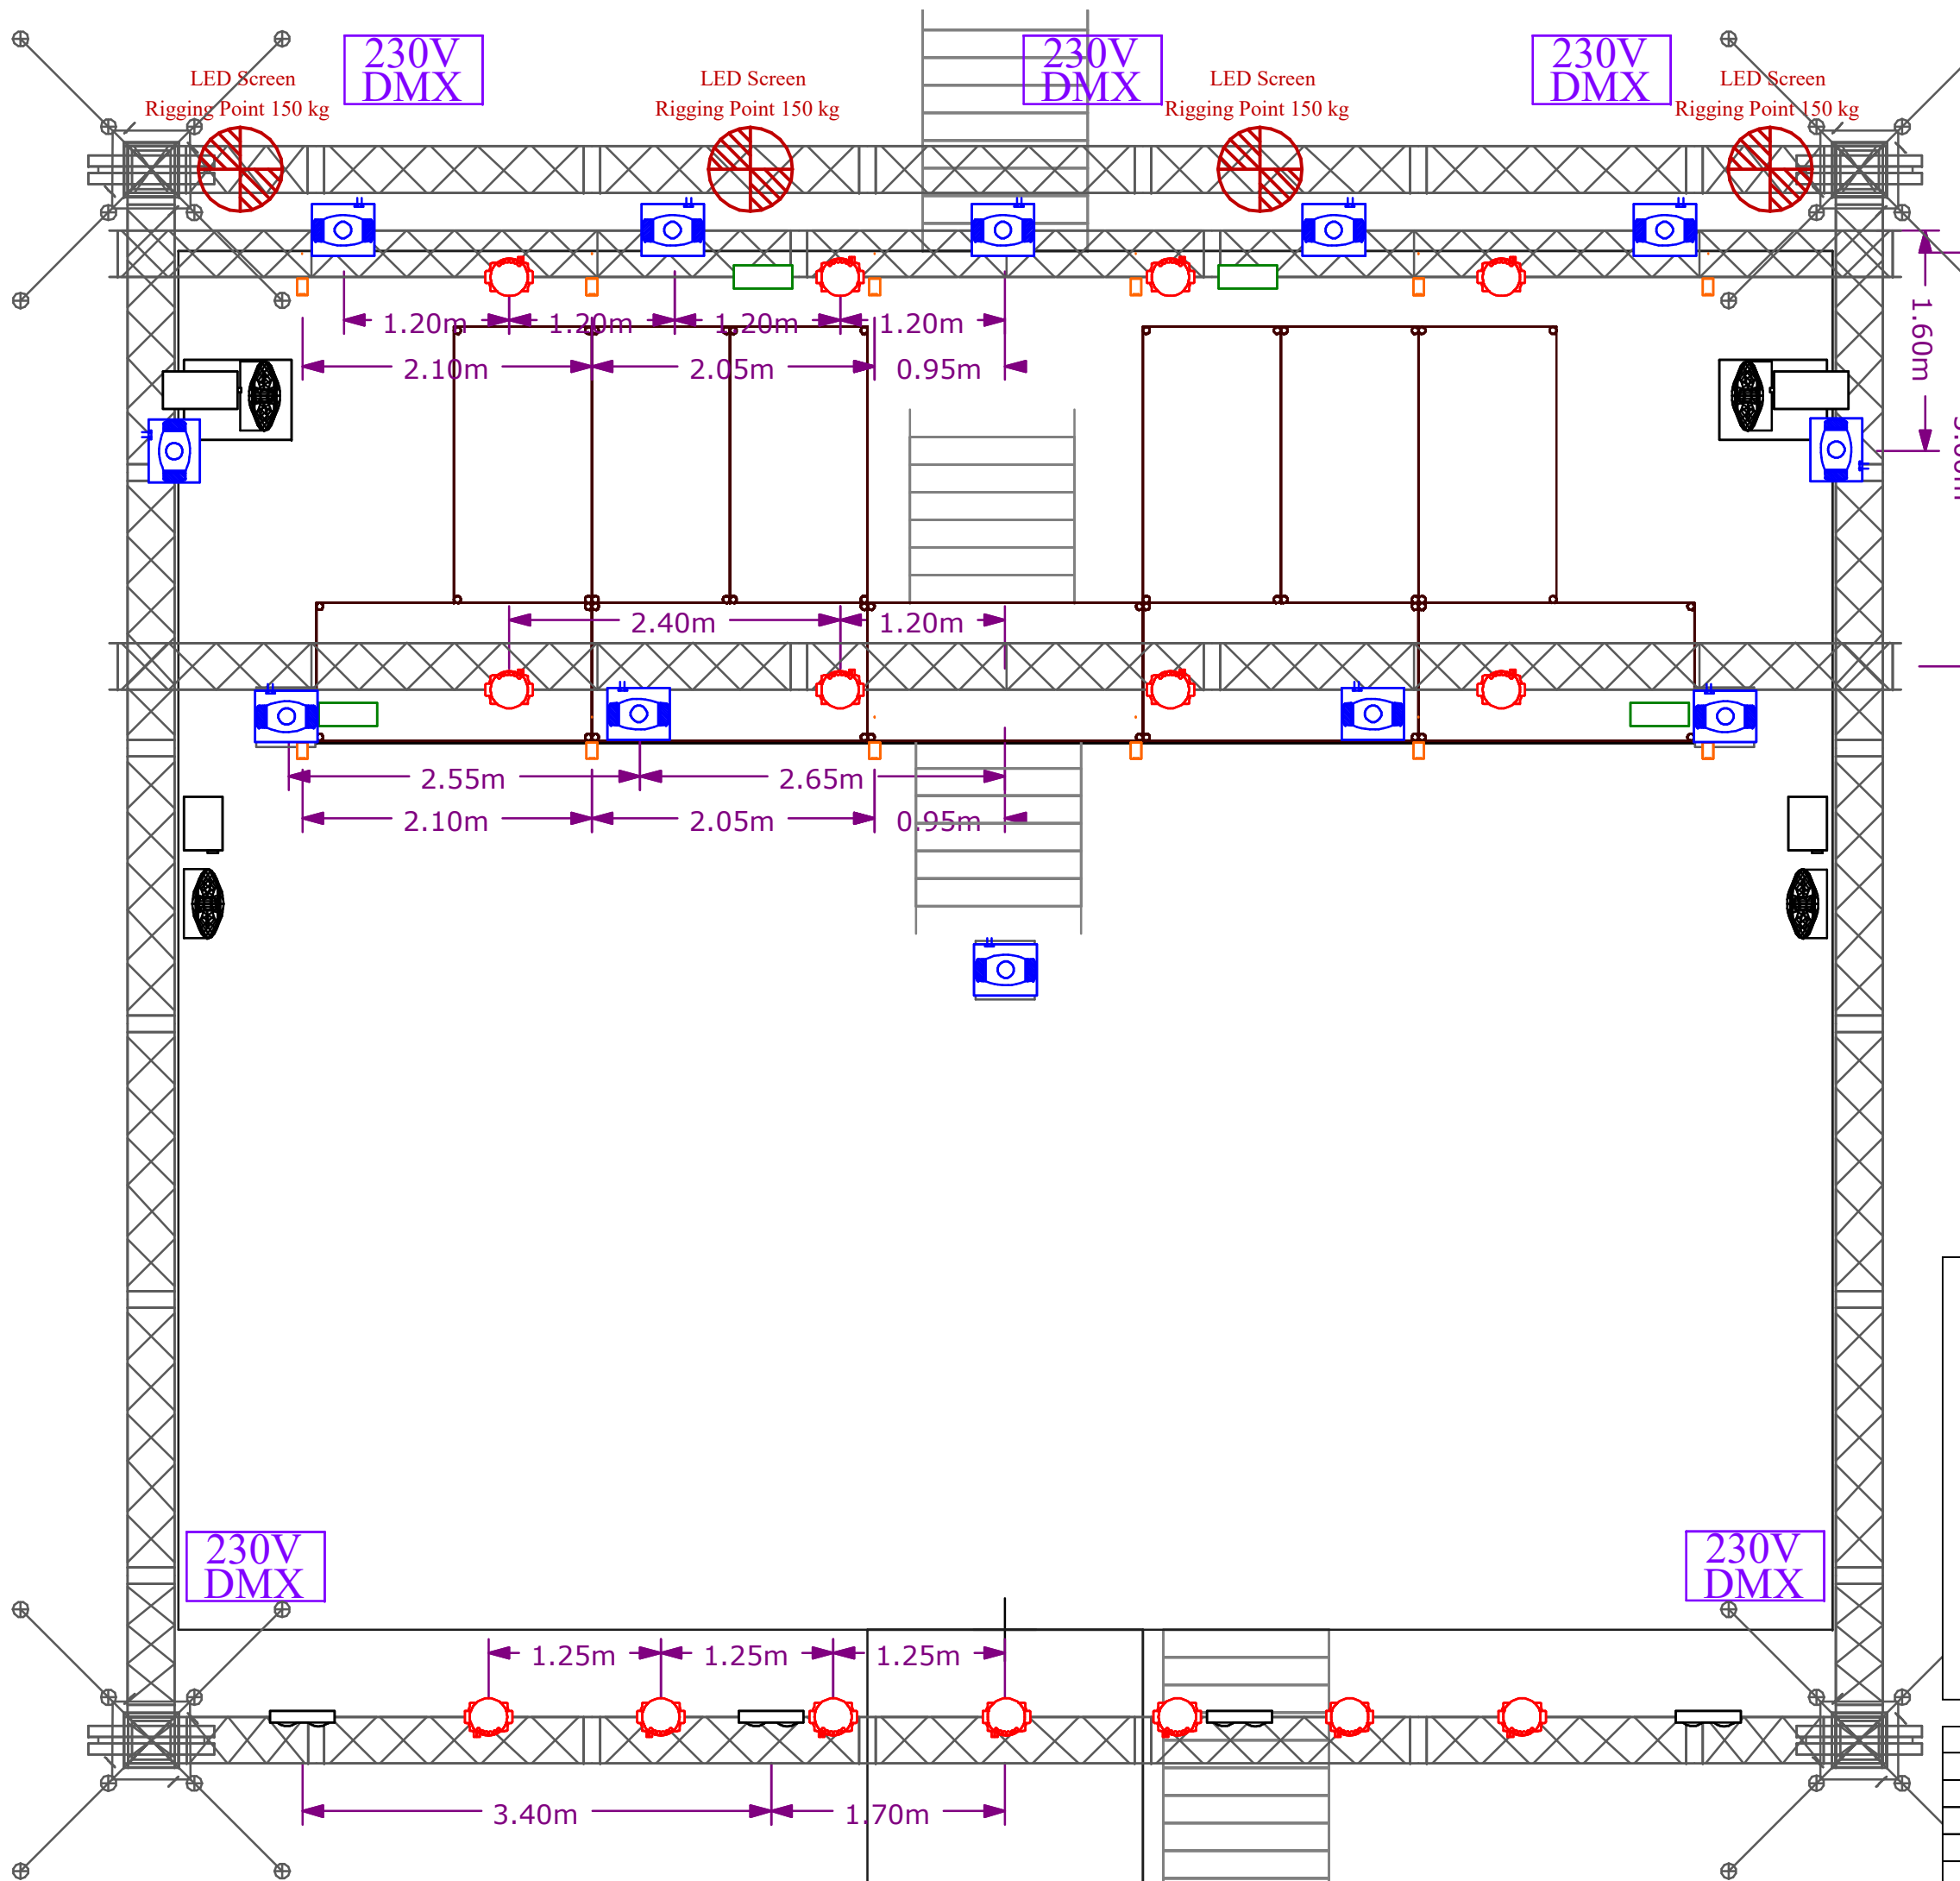 230V
DMX
230V
DMX
230V
DMX
LED Screen
Rigging Point 150 kg
LED Screen
Rigging Point 150 kg
LED Screen
Rigging Point 150 kg
LED Screen
Rigging Point 150 kg
1.20m
1.20m
1.20m
1.20m
1.60m
2.10m
2.05m
0.95m
2.40m
1.20m
2.55m
2.65m
2.10m
2.05m
0.95m
230V
DMX
230V
DMX
1.25m
1.25m
1.25m
3.40m
1.70m